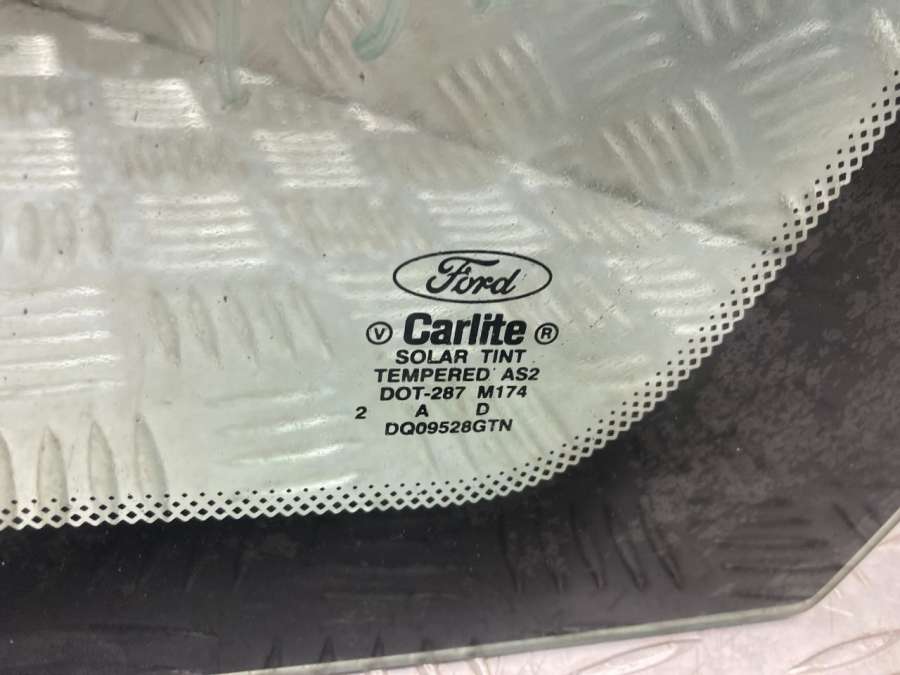 Ford
Ⓥ Carlite ®
SOLAR TINT
TEMPERED AS2
DOT-287 M174
2 A D
DQ09528GTN